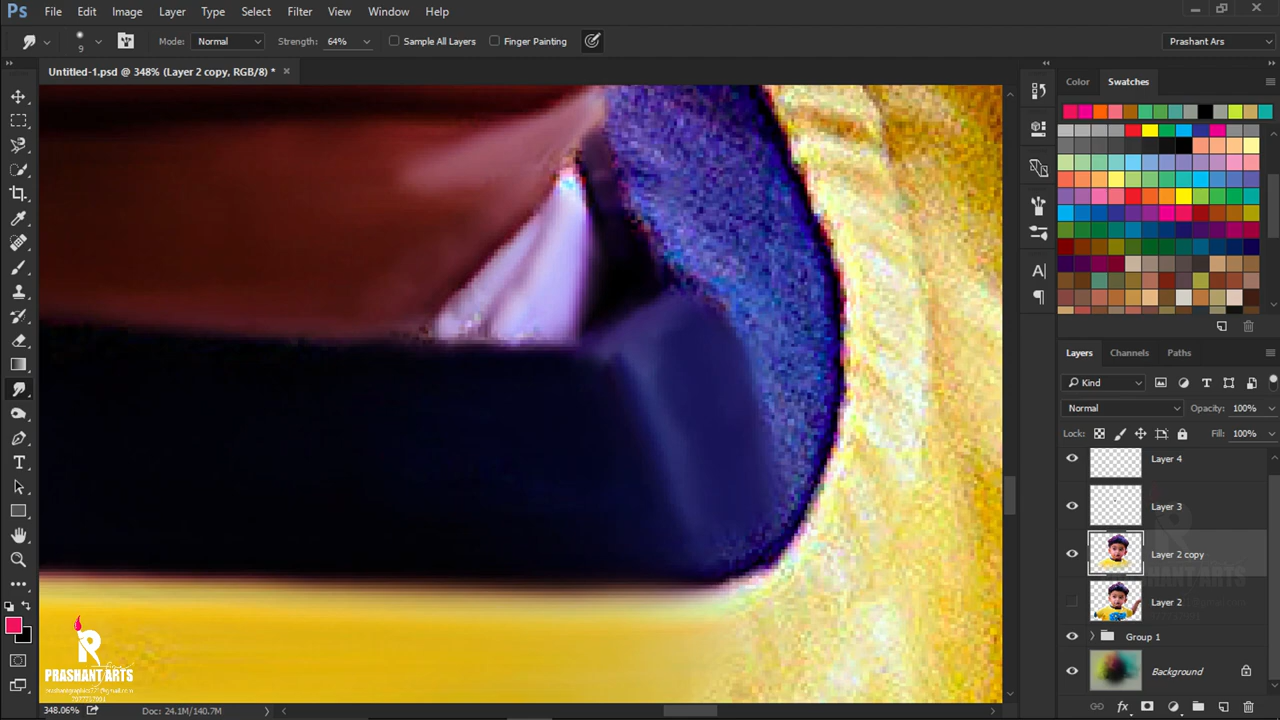 Ps File Edit Image Layer Type Select Filter View Window Help
9 Mode: Normal Strength: 64% Sample All Layers Finger Painting Prashant Ars
Untitled-1.psd @ 348% (Layer 2 copy, RGB/8) *
Color Swatches
Layers Channels Paths
Kind
Normal Opacity: 100%
Lock: Fill: 100%
Layer 4
Layer 3
Layer 2 copy
Layer 2
Group 1
Background
PRASHANT ARTS
348.06% Doc: 24.1M/140.7M